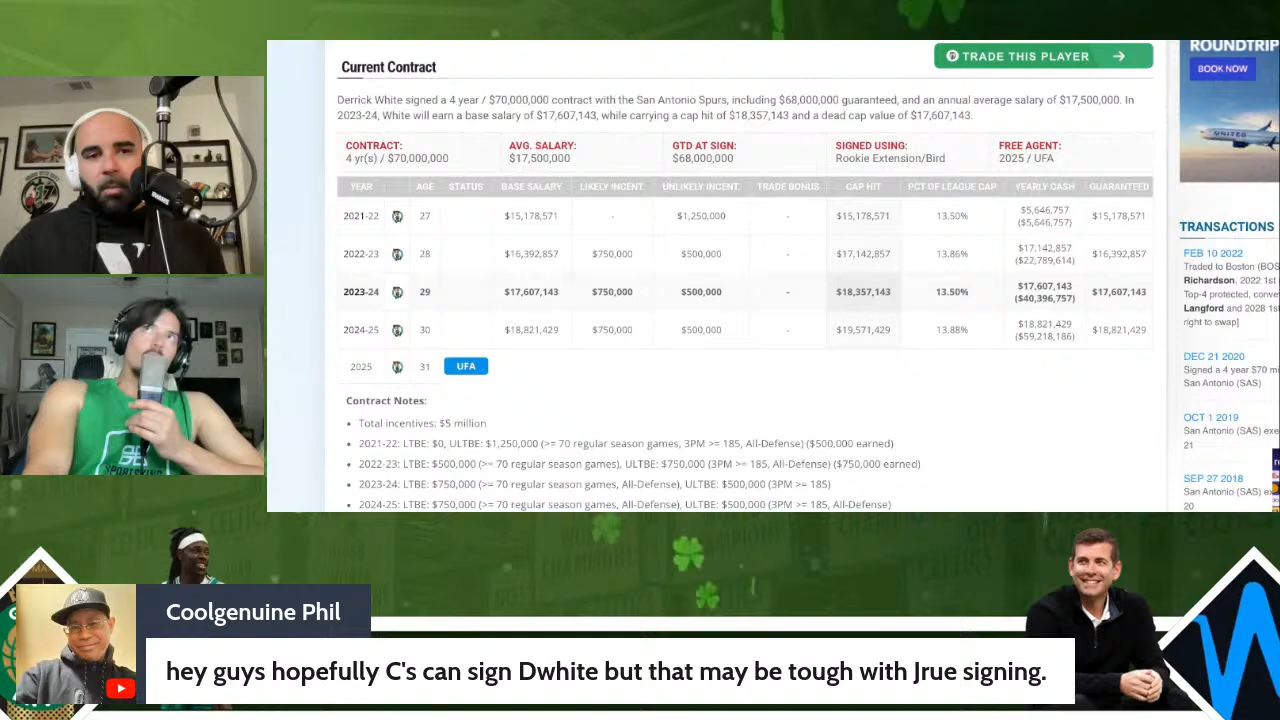 ROUNDTRIP
BOOK NOW
UNITED
TRADE THIS PLAYER
Current Contract
Derrick White signed a 4 year / $70,000,000 contract with the San Antonio Spurs, including $68,000,000 guaranteed, and an annual average salary of $17,500,000. In
2023-24, White will earn a base salary of $17,607,143, while carrying a cap hit of $18,357,143 and a dead cap value of $17,607,143.
CONTRACT: AVG. SALARY: GTD AT SIGN: SIGNED USING: FREE AGENT:
4 yr(s) / $70,000,000 $17,500,000 $68,000,000 Rookie Extension/Bird 2025 / UFA
YEAR AGE STATUS BASE SALARY LIKELY INCENT. UNLIKELY INCENT. TRADE BONUS CAP HIT PCT OF LEAGUE CAP YEARLY CASH GUARANTEED
2021-22 27 $15,178,571 - $1,250,000 - $15,178,571 13.50% $5,646,757 ($5,646,757) $15,178,571
2022-23 28 $16,392,857 $750,000 $500,000 - $17,142,857 13.86% $17,142,857 ($22,789,614) $16,392,857
2023-24 29 $17,607,143 $750,000 $500,000 - $18,357,143 13.50% $17,607,143 ($40,396,757) $17,607,143
2024-25 30 $18,821,429 $750,000 $500,000 - $19,571,429 13.88% $18,821,429 ($59,218,186) $18,821,429
2025 31 UFA
Contract Notes:
• Total incentives: $5 million
• 2021-22: LTBE: $0, ULTBE: $1,250,000 (>= 70 regular season games, 3PM >= 185, All-Defense) ($500,000 earned)
• 2022-23: LTBE: $500,000 (>= 70 regular season games), ULTBE: $750,000 (3PM >= 185, All-Defense) ($750,000 earned)
• 2023-24: LTBE: $750,000 (>= 70 regular season games, All-Defense), ULTBE: $500,000 (3PM >= 185)
• 2024-25: LTBE: $750,000 (>= 70 regular season games, All-Defense), ULTBE: $500,000 (3PM >= 185, All-Defense)
TRANSACTIONS
FEB 10 2022
Traded to Boston (BOS
Richardson, 2022 1st
Top-4 protected, conve
Langford and 2028 1st
right to swap]
DEC 21 2020
Signed a 4 year $70 mi
San Antonio (SAS)
OCT 1 2019
San Antonio (SAS) exe
21
SEP 27 2018
San Antonio (SAS) ex
20
17
Coolgenuine Phil
hey guys hopefully C's can sign Dwhite but that may be tough with Jrue signing.